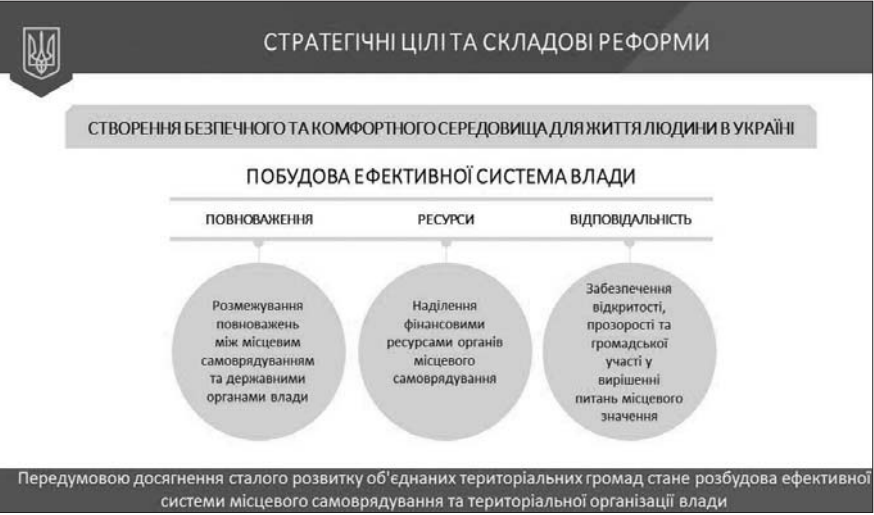 СТРАТЕГІЧНІ ЦІЛІ ТА СКЛАДОВІ РЕФОРМИ
СТВОРЕННЯ БЕЗПЕЧНОГО ТА КОМФОРТНОГО СЕРЕДОВИЩА ДЛЯ ЖИТТЯ ЛЮДИНИ В УКРАЇНІ
ПОБУДОВА ЕФЕКТИВНОЇ СИСТЕМА ВЛАДИ
ПОВНОВАЖЕННЯ
РЕСУРСИ
ВІДПОВІДАЛЬНІСТЬ
Розмежування
повноважень
між місцевим
самоврядуванням
та державними
органами влади
Наділення
фінансовими
ресурсами органів
місцевого
самоврядування
Забезпечення
відкритості,
прозорості та
громадської
участі у
вирішенні
питань місцевого
значення
Передумовою досягнення сталого розвитку об'єднаних територіальних громад стане розбудова ефективної
системи місцевого самоврядування та територіальної організації влади